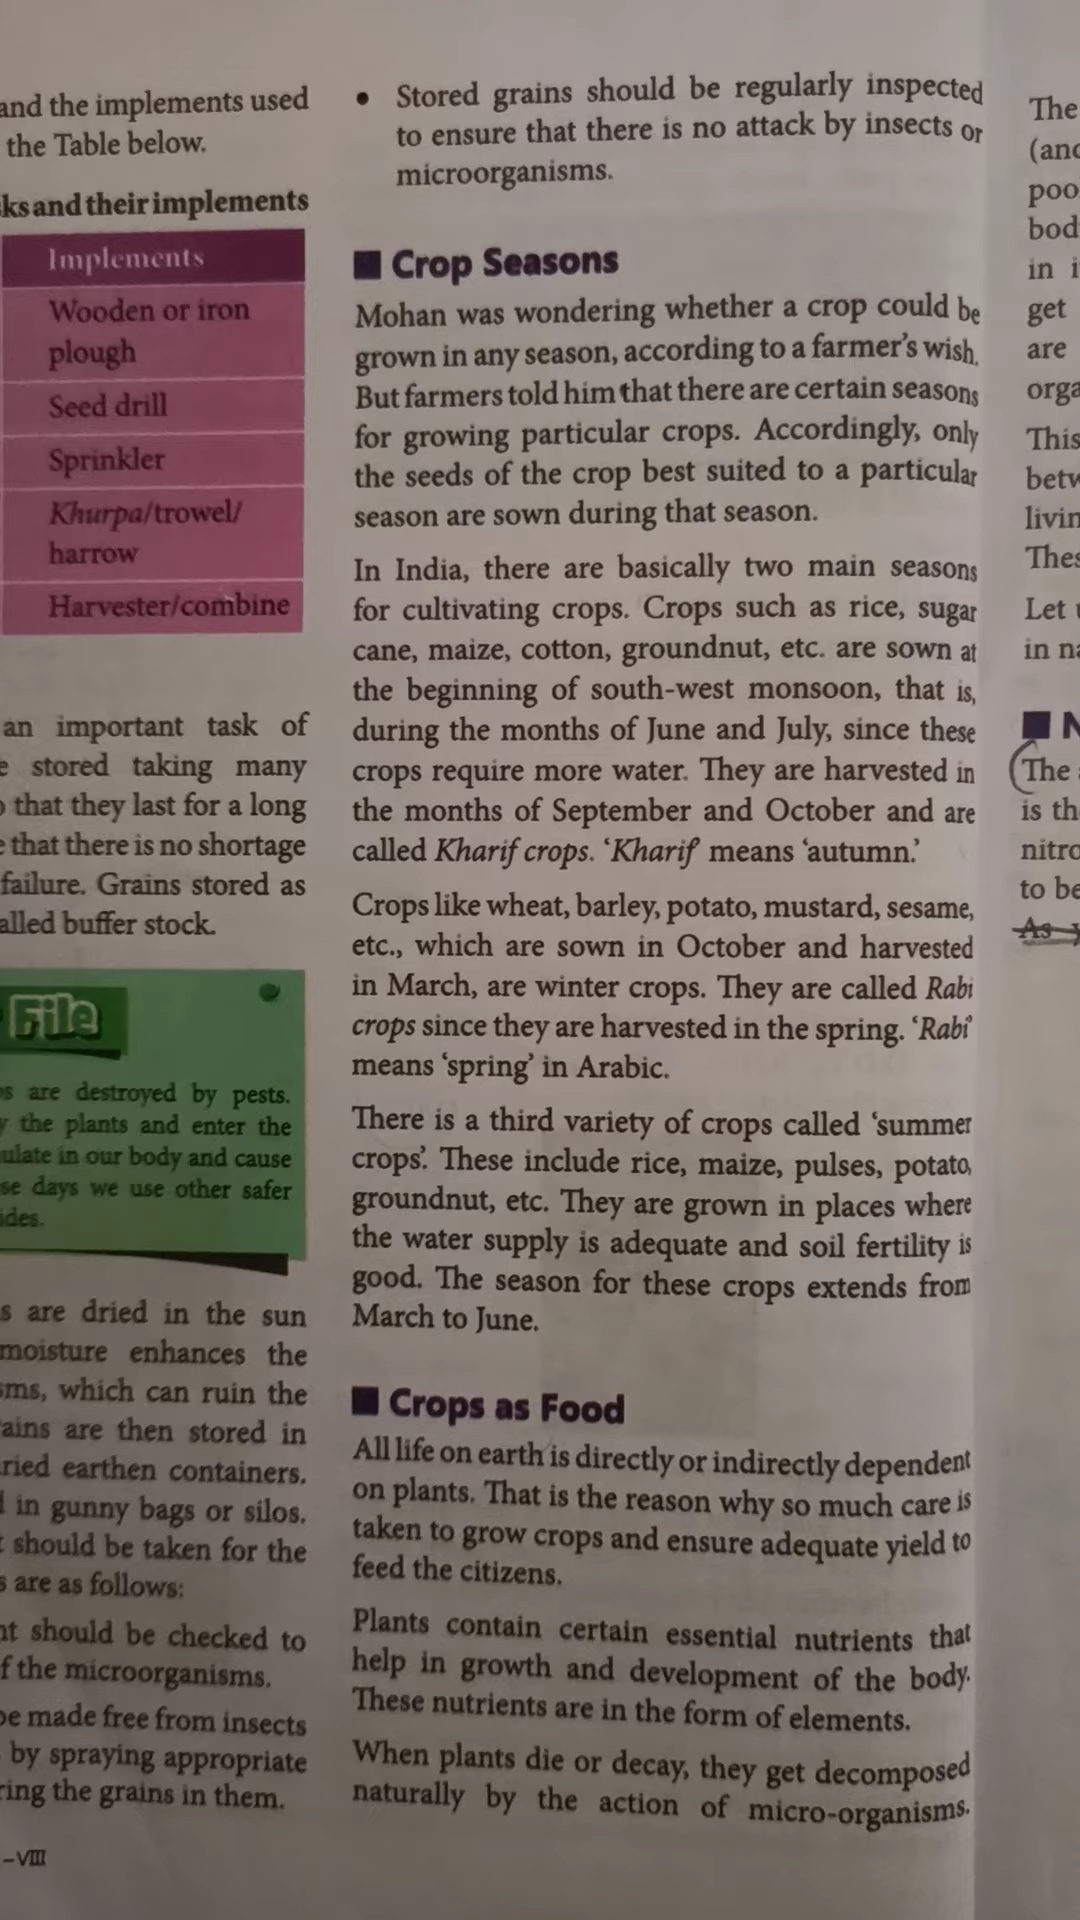 and the implements used
the Table below.
ks and their implements
Implements
Wooden or iron
plough
Seed drill
Sprinkler
Khurpa/trowel/
harrow
Harvester/combine
an important task of
stored taking many
that they last for a long
that there is no shortage
failure. Grains stored as
alled buffer stock.
File
are destroyed by pests.
the plants and enter the
ulate in our body and cause
se days we use other safer
ides.
s are dried in the sun
moisture enhances the
sms, which can ruin the
ains are then stored in
ried earthen containers.
in gunny bags or silos.
should be taken for the
s are as follows:
nt should be checked to
f the microorganisms.
be made free from insects
by spraying appropriate
ring the grains in them.
–VIII
• Stored grains should be regularly inspected
to ensure that there is no attack by insects or
microorganisms.
Crop Seasons
Mohan was wondering whether a crop could be
grown in any season, according to a farmer's wish.
But farmers told him that there are certain seasons
for growing particular crops. Accordingly, only
the seeds of the crop best suited to a particular
season are sown during that season.
In India, there are basically two main seasons
for cultivating crops. Crops such as rice, sugar
cane, maize, cotton, groundnut, etc. are sown at
the beginning of south-west monsoon, that is,
during the months of June and July, since these
crops require more water. They are harvested in
the months of September and October and are
called Kharif crops. 'Kharif' means 'autumn.'
Crops like wheat, barley, potato, mustard, sesame,
etc., which are sown in October and harvested
in March, are winter crops. They are called Rabi
crops since they are harvested in the spring. 'Rabi'
means 'spring' in Arabic.
There is a third variety of crops called 'summer
crops'. These include rice, maize, pulses, potato,
groundnut, etc. They are grown in places where
the water supply is adequate and soil fertility is
good. The season for these crops extends from
March to June.
Crops as Food
All life on earth is directly or indirectly dependent
on plants. That is the reason why so much care is
taken to grow crops and ensure adequate yield to
feed the citizens.
Plants contain certain essential nutrients that
help in growth and development of the body.
These nutrients are in the form of elements.
When plants die or decay, they get decomposed
naturally by the action of micro-organisms.
The
(and
poo
bod
in i
get
are
orga
This
betw
livin
Thes
Let
in na
N
The
is th
nitro
to be
As